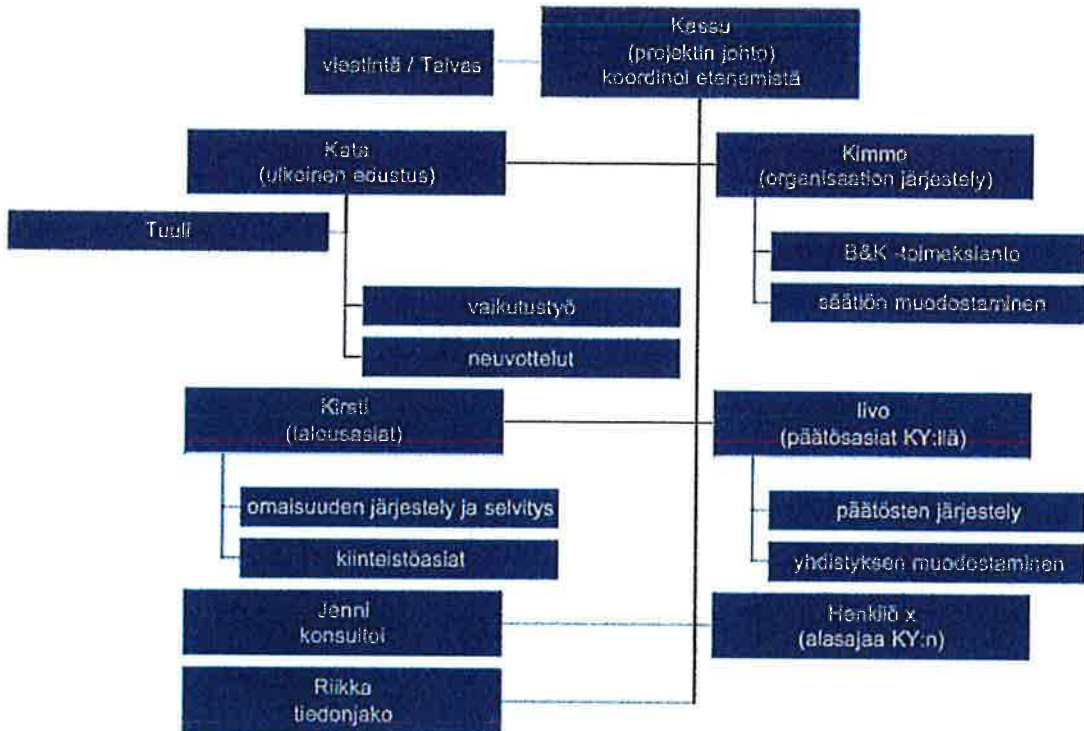 Kassu
(projektin johto)
koordinoi etenemistä
viestintä / Taivas
Kata
(ulkoinen edustus)
Kimmo
(organisaation järjestely)
Tuuli
B&K -toimeksianto
säätiön muodostaminen
vaikutustyö
neuvottelut
Kirsti
(talousasiat)
Iivo
(päätösasiat KY:llä)
omaisuuden järjestely ja selvitys
kiinteistöasiat
päätösten järjestely
yhdistyksen muodostaminen
Jenni
konsultoi
Henkilö x
(alasajaa KY:n)
Riikka
tiedonjako